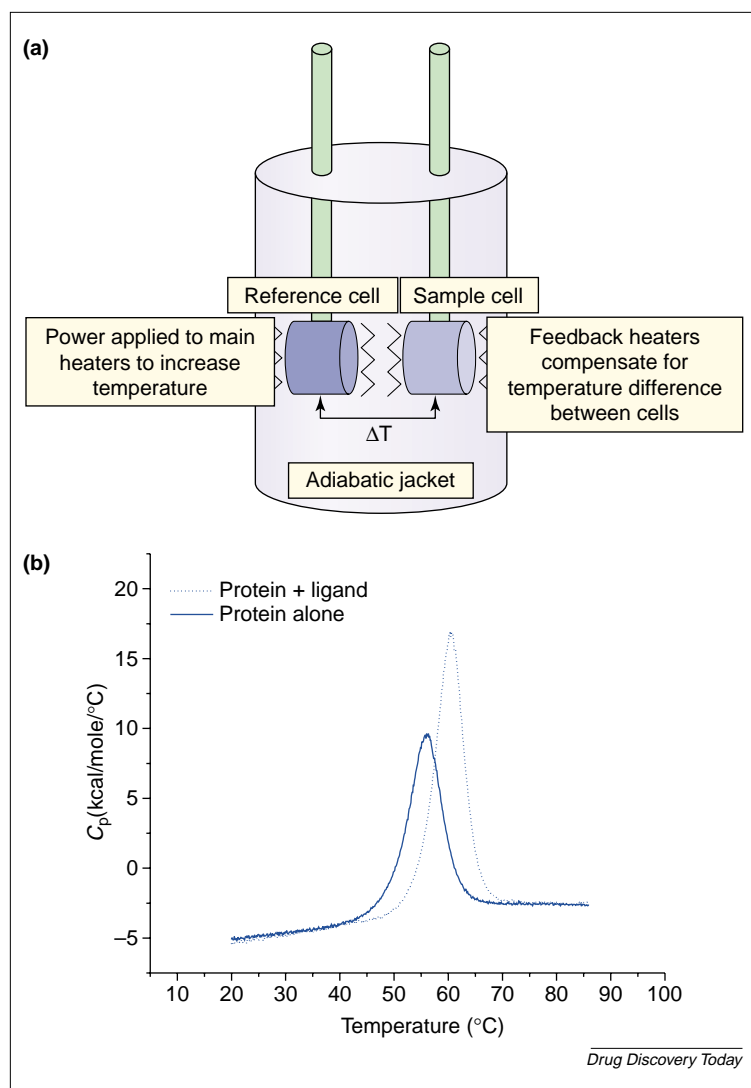 (a)
Reference cell
Sample cell
Power applied to main
heaters to increase
temperature
Feedback heaters
compensate for
temperature difference
between cells
ΔT
Adiabatic jacket
(b)
Protein + ligand
Protein alone
20
15
10
5
0
–5
Cp(kcal/mole/°C)
10 20 30 40 50 60 70 80 90 100
Temperature (°C)
Drug Discovery Today